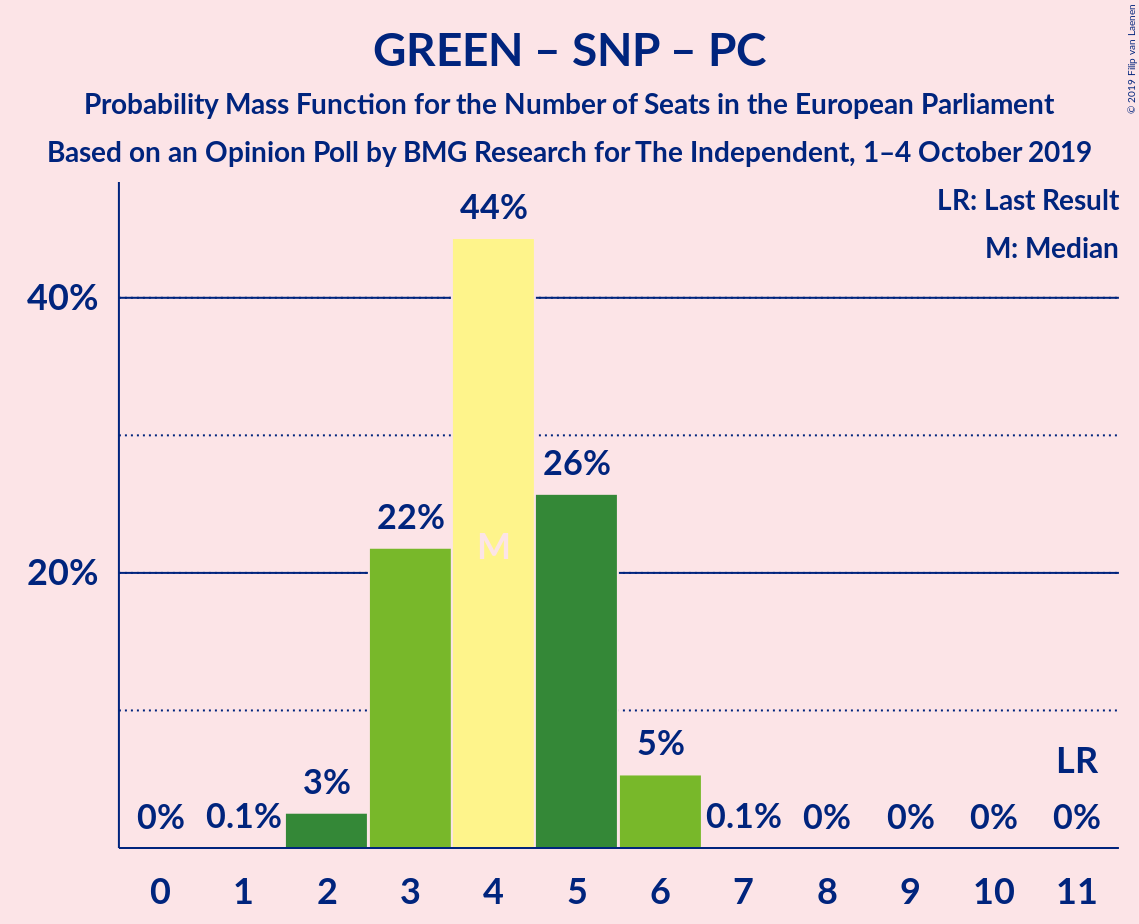 GREEN – SNP – PC
Probability Mass Function for the Number of Seats in the European Parliament
Based on an Opinion Poll by BMG Research for The Independent, 1–4 October 2019
© 2019 Filip van Laenen
LR: Last Result
M: Median
40%
20%
0%
0.1%
3%
22%
44%
M
26%
5%
0.1%
0%
0%
0%
LR
0%
0 1 2 3 4 5 6 7 8 9 10 11